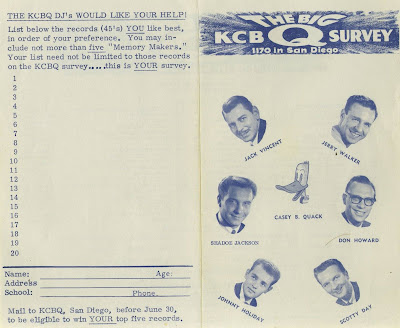 THE KCBQ DJ's WOULD LIKE YOUR HELP!
List below the records (45's) YOU like best,
in order of your preference. You may in-
clude not more than five "Memory Makers."
Your list need not be limited to those records
on the KCBQ survey.....this is YOUR survey.
1
2
3
4
5
6
7
8
9
10
11
12
13
14
15
16
17
18
19
20
Name: Age:
Address
School: Phone
Mail to KCBQ, San Diego, before June 30,
to be eligible to win YOUR top five records.
THE BIG
KCBQ SURVEY
1170 in San Diego
JACK VINCENT
JERRY WALKER
CASEY B. QUACK
SHADOE JACKSON
DON HOWARD
JOHNNY HOLIDAY
SCOTTY DAY